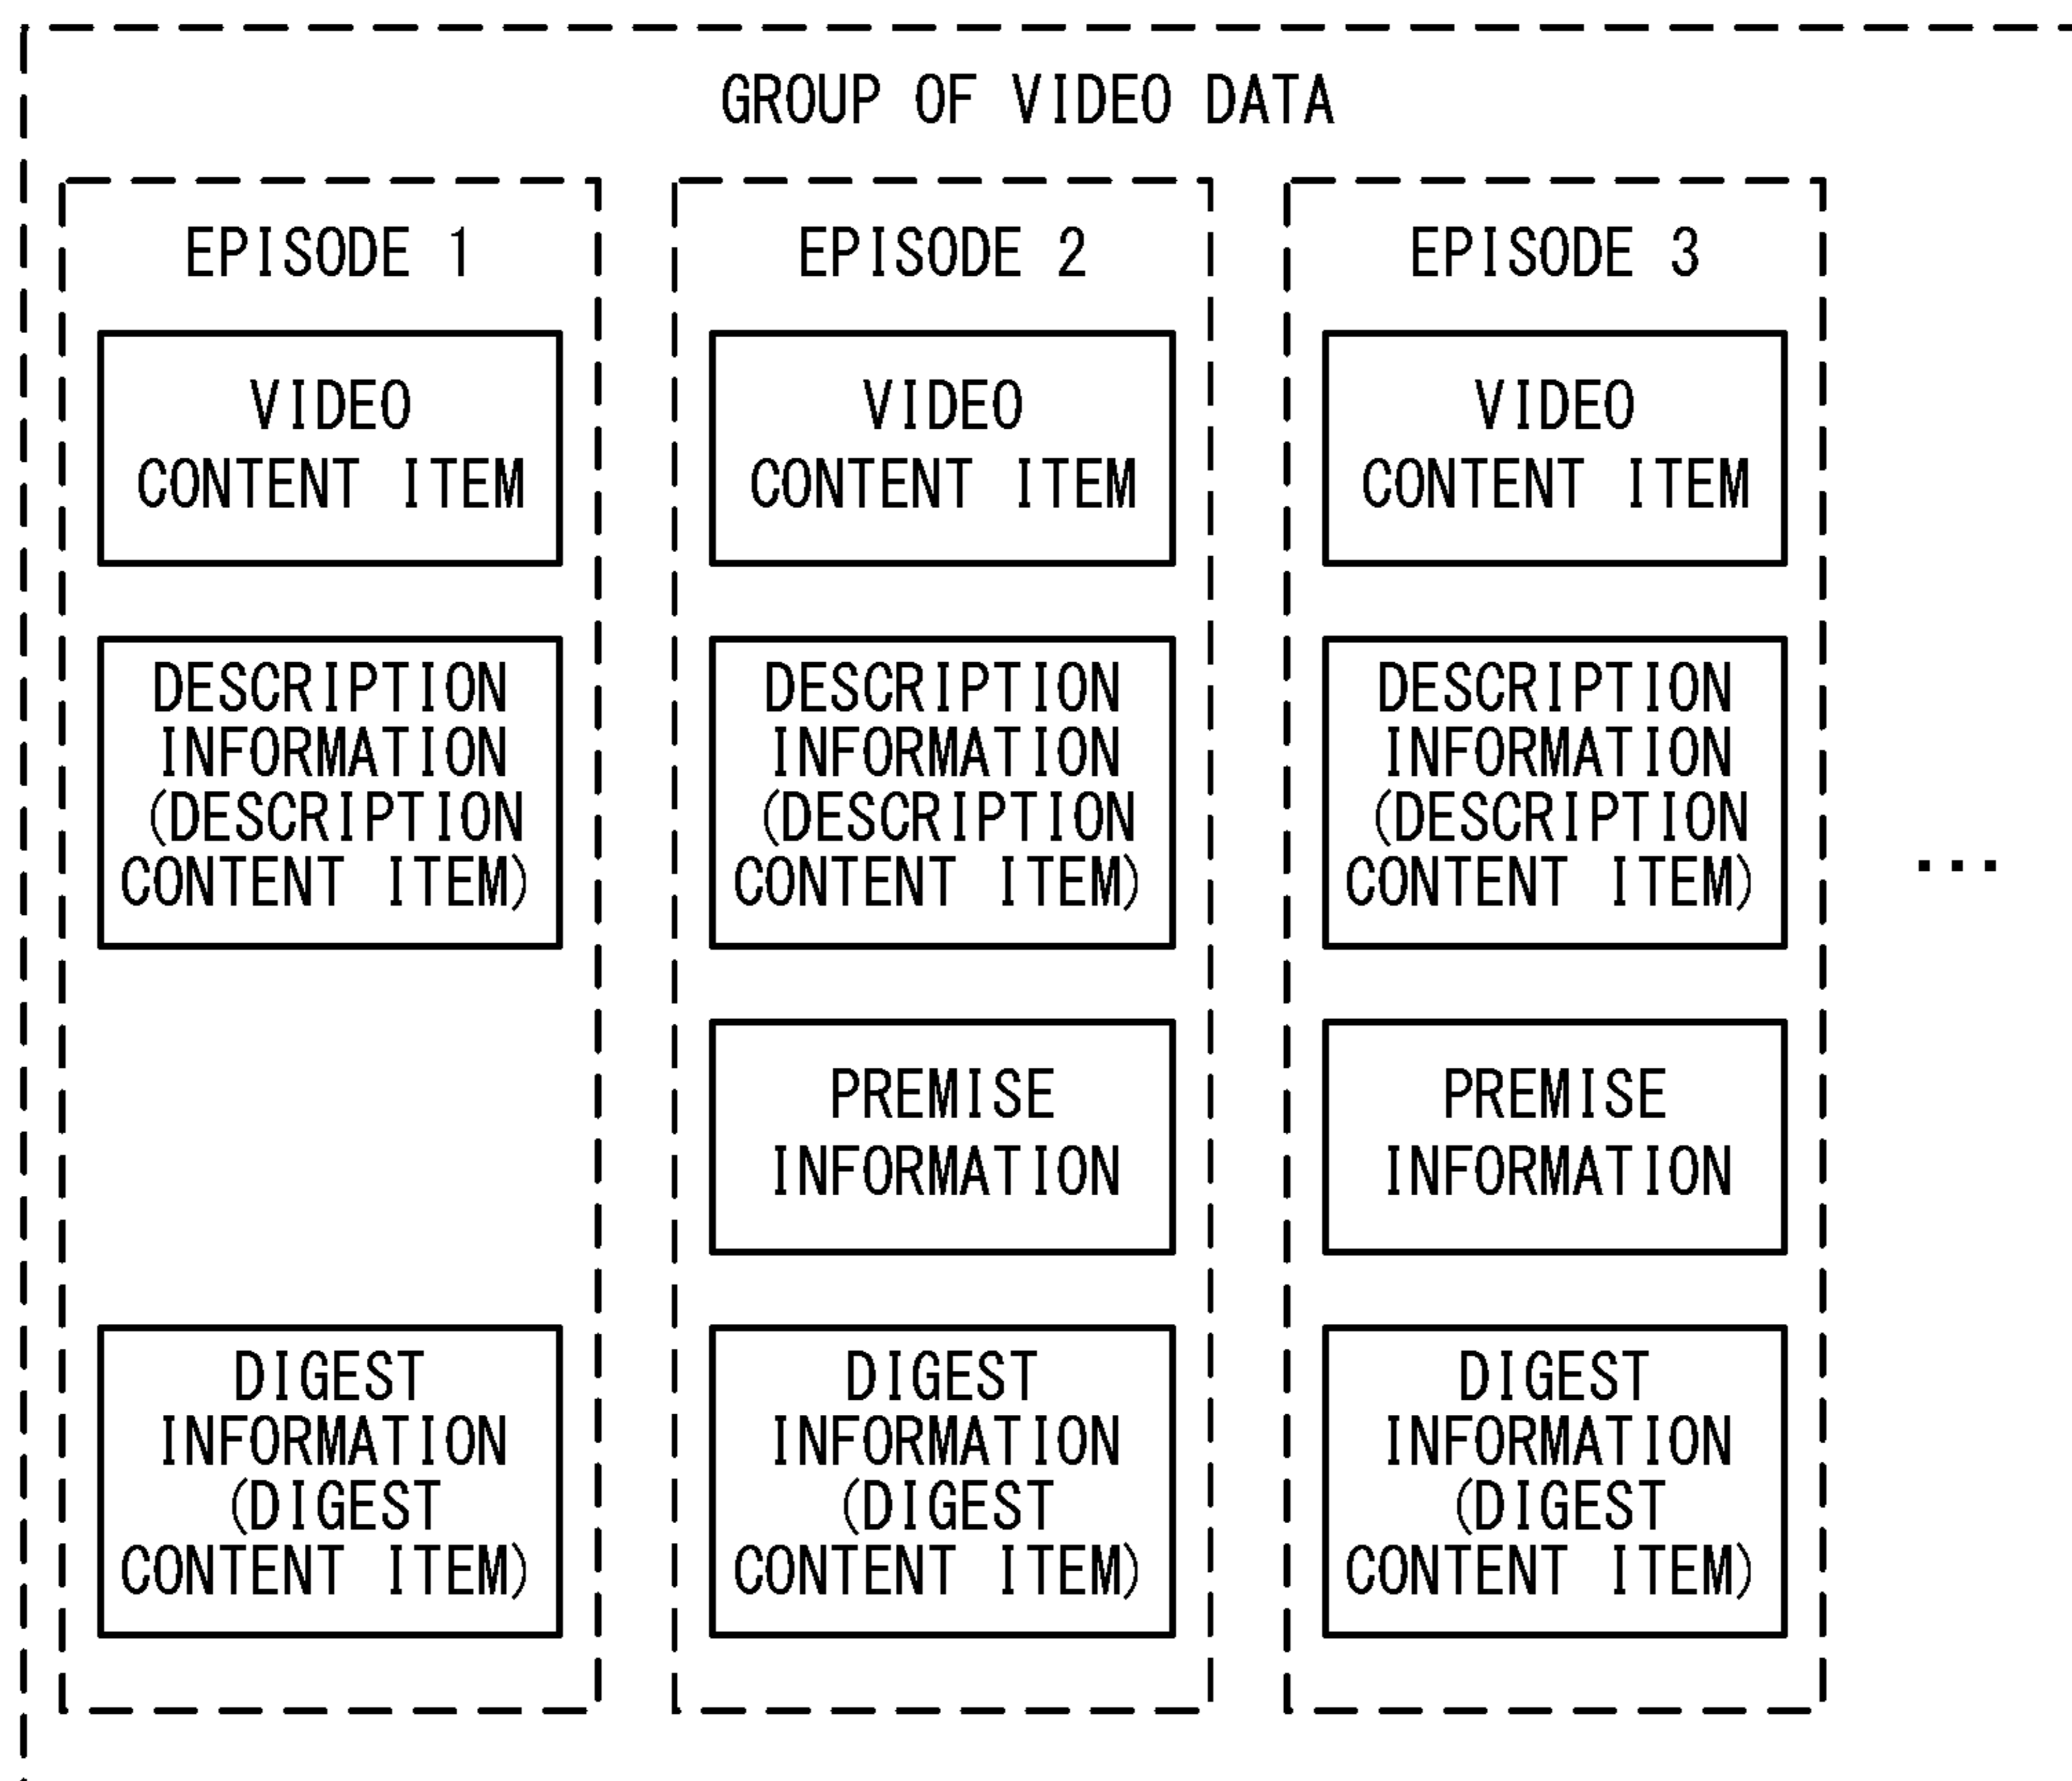 GROUP OF VIDEO DATA
EPISODE 1
VIDEO
CONTENT ITEM
DESCRIPTION
INFORMATION
(DESCRIPTION
CONTENT ITEM)
DIGEST
INFORMATION
(DIGEST
CONTENT ITEM)
EPISODE 2
VIDEO
CONTENT ITEM
DESCRIPTION
INFORMATION
(DESCRIPTION
CONTENT ITEM)
PREMISE
INFORMATION
DIGEST
INFORMATION
(DIGEST
CONTENT ITEM)
EPISODE 3
VIDEO
CONTENT ITEM
DESCRIPTION
INFORMATION
(DESCRIPTION
CONTENT ITEM)
PREMISE
INFORMATION
DIGEST
INFORMATION
(DIGEST
CONTENT ITEM)
...